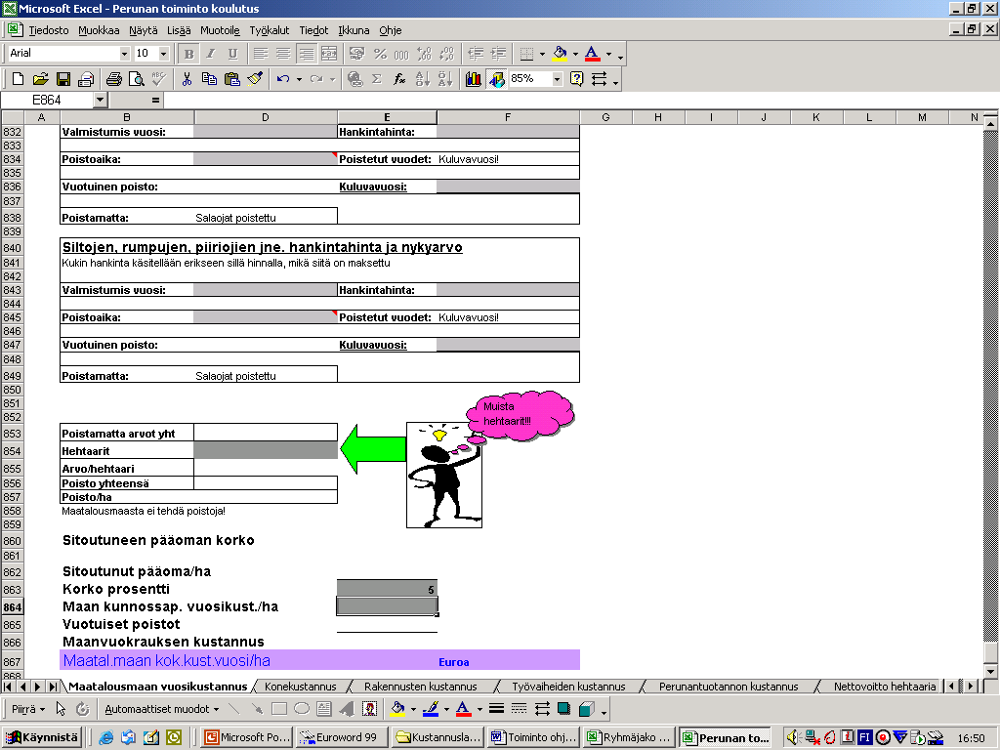 Microsoft Excel - Perunan toiminto koulutus
Tiedosto Muokkaa Näytä Lisää Muotoile Työkalut Tiedot Ikkuna Ohje
Arial 10 B I U % 000
85%
E864 =
A B D E F G H I J K L M N
832 Valmistumis vuosi: Hankintahinta:
833
834 Poistoaika: Poistetut vuodet: Kuluvavuosi!
835
836 Vuotuinen poisto: Kuluvavuosi:
837
838 Poistamatta: Salaojat poistettu
839
840 Siltojen, rumpujen, piiriojien jne. hankintahinta ja nykyarvo
841 Kukin hankinta käsitellään erikseen sillä hinnalla, mikä siitä on maksettu
842
843 Valmistumis vuosi: Hankintahinta:
844
845 Poistoaika: Poistetut vuodet: Kuluvavuosi!
846
847 Vuotuinen poisto: Kuluvavuosi:
848
849 Poistamatta: Salaojat poistettu
850
851 Muista
852 hehtaarit!!!
853 Poistamatta arvot yht
854 Hehtaarit
855 Arvo/hehtaari
856 Poisto yhteensä
857 Poisto/ha
858 Maatalousmaasta ei tehdä poistoja!
859
860 Sitoutuneen pääoman korko
861
862 Sitoutunut pääoma/ha
863 Korko prosentti 5
864 Maan kunnossap. vuosikust./ha
865 Vuotuiset poistot
866 Maanvuokrauksen kustannus
867 Maatal.maan kok.kust.vuosi/ha Euroa
868
Maatalousmaan vuosikustannus Konekustannus Rakennusten kustannus Työvaiheiden kustannus Perunantuotannon kustannus Nettovoitto hehtaaria
Piirrä Automaattiset muodot
Käynnistä Microsoft Po... Euroword 99 Kustannusla... Toiminto ohj... Ryhmäjako ... Perunan to... FI 16:50